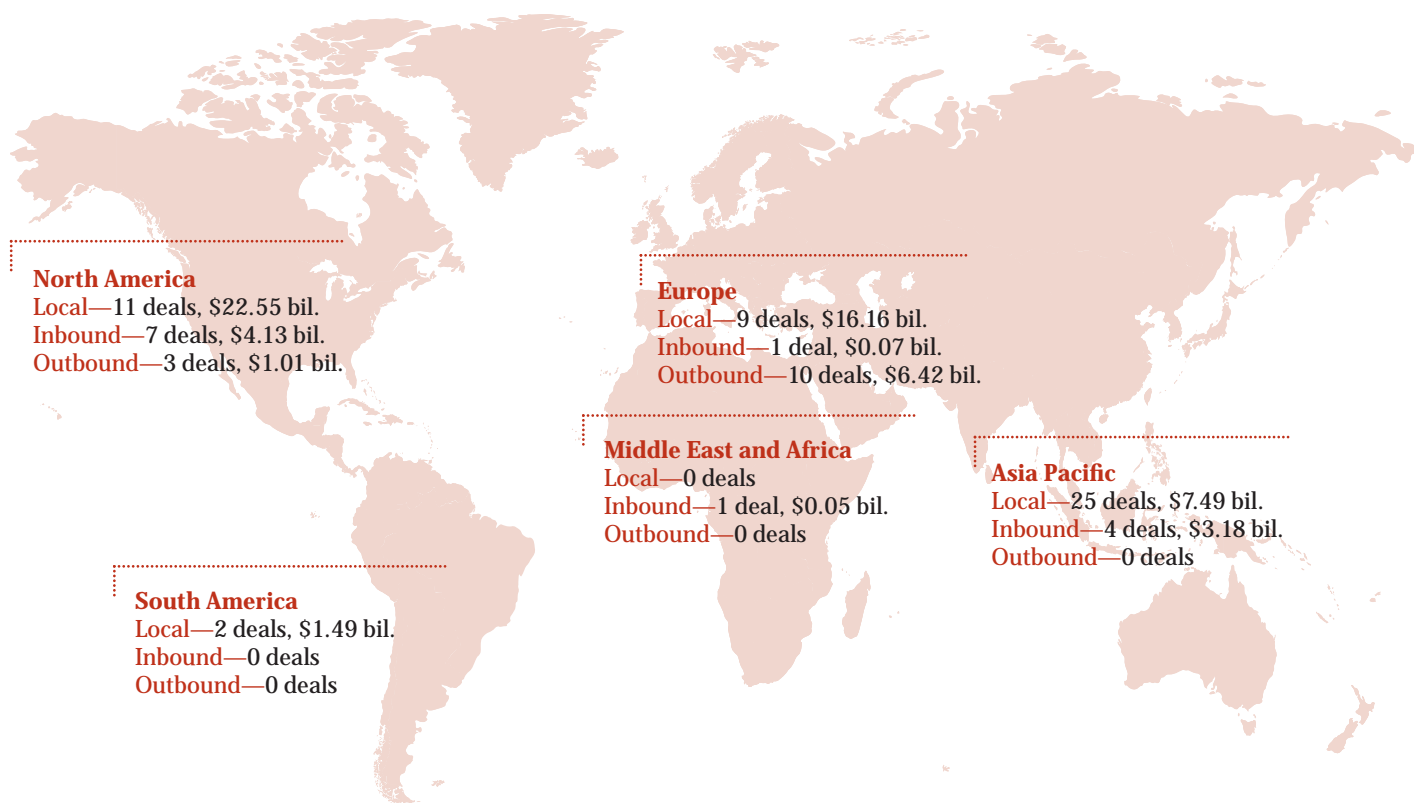 North America
Local—11 deals, $22.55 bil.
Inbound—7 deals, $4.13 bil.
Outbound—3 deals, $1.01 bil.
Europe
Local—9 deals, $16.16 bil.
Inbound—1 deal, $0.07 bil.
Outbound—10 deals, $6.42 bil.
Middle East and Africa
Local—0 deals
Inbound—1 deal, $0.05 bil.
Outbound—0 deals
Asia Pacific
Local—25 deals, $7.49 bil.
Inbound—4 deals, $3.18 bil.
Outbound—0 deals
South America
Local—2 deals, $1.49 bil.
Inbound—0 deals
Outbound—0 deals